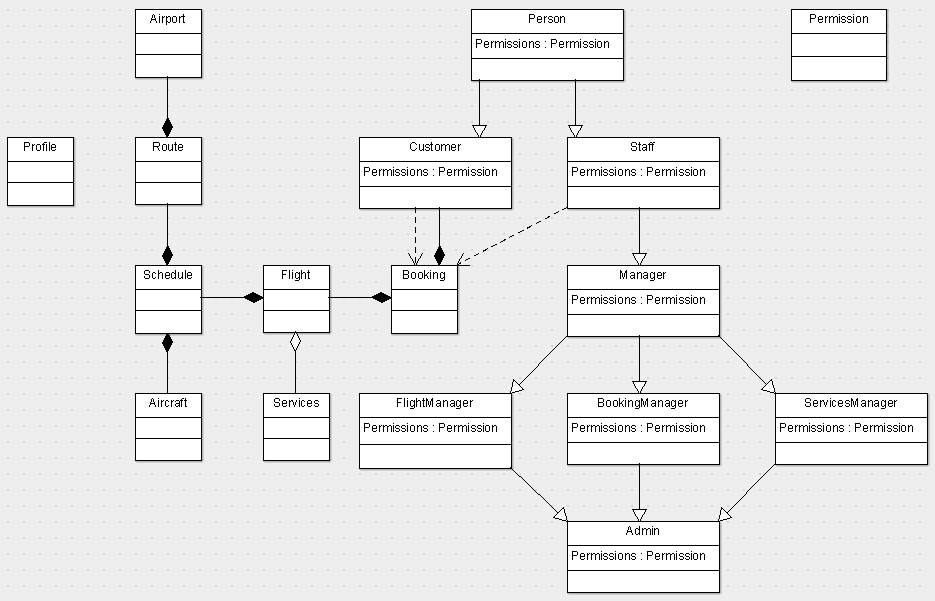 Airport
Person
Permissions : Permission
Permission
Profile
Route
Customer
Permissions : Permission
Staff
Permissions : Permission
Schedule
Flight
Booking
Manager
Permissions : Permission
Aircraft
Services
FlightManager
Permissions : Permission
BookingManager
Permissions : Permission
ServicesManager
Permissions : Permission
Admin
Permissions : Permission